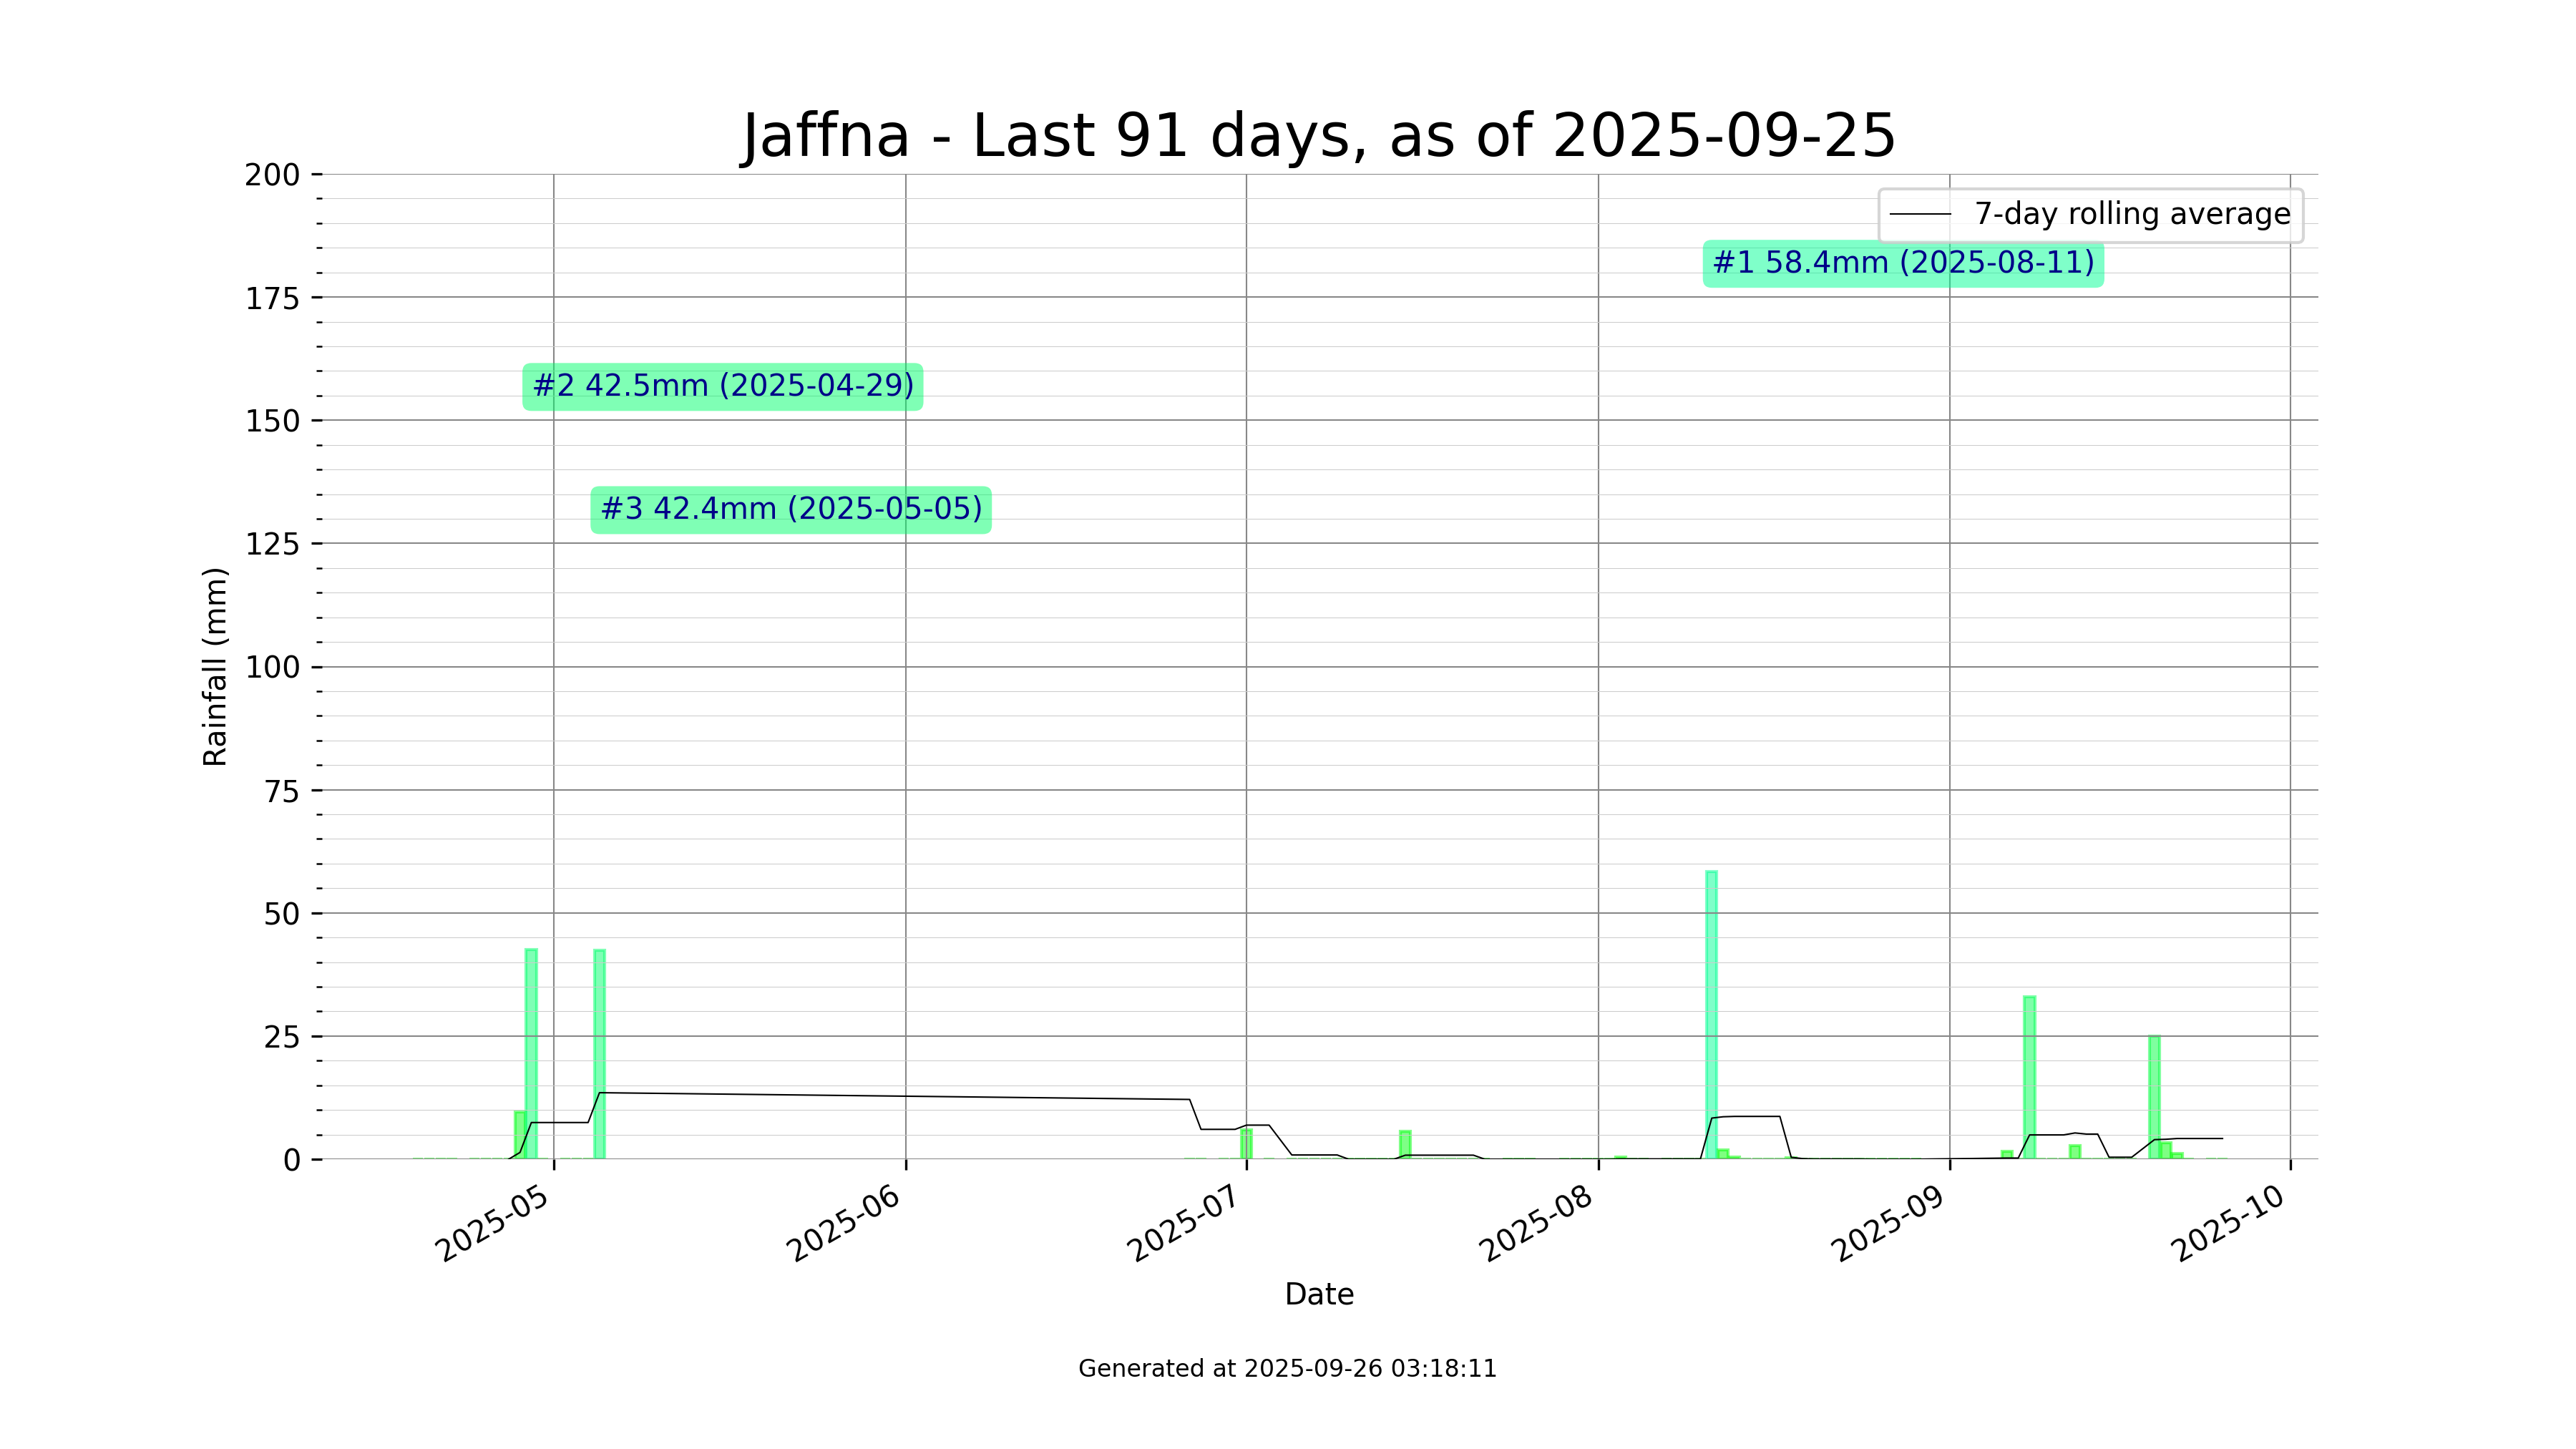 Jaffna - Last 91 days, as of 2025-09-25
200
175
150
125
100
75
50
25
0
Rainfall (mm)
7-day rolling average
#1 58.4mm (2025-08-11)
#2 42.5mm (2025-04-29)
#3 42.4mm (2025-05-05)
2025-05
2025-06
2025-07
2025-08
2025-09
2025-10
Date
Generated at 2025-09-26 03:18:11